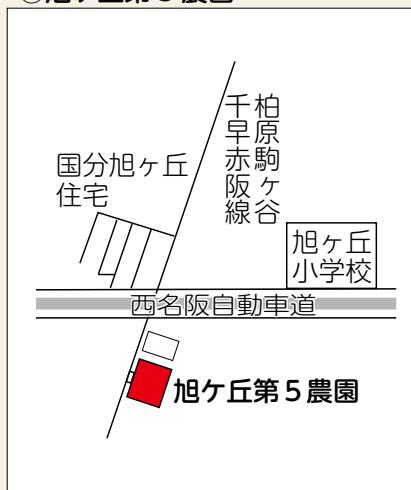 柏原駒ヶ谷
千早赤阪線
国分旭ヶ丘
住宅
旭ヶ丘
小学校
西名阪自動車道
旭ケ丘第５農園